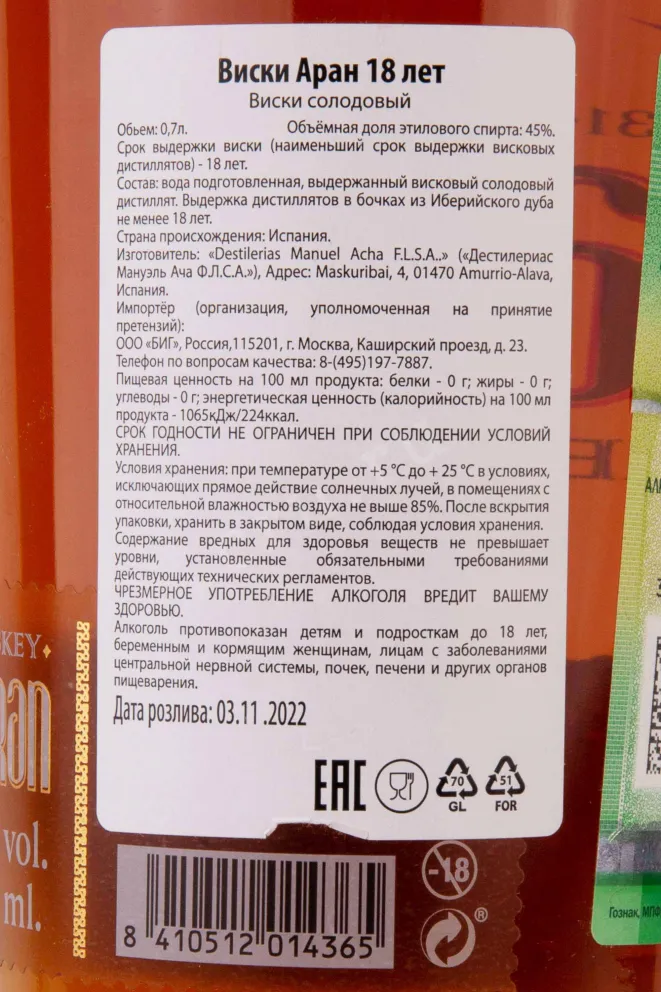 Виски Аран 18 лет
Виски солодовый
Обьем: 0,7л. Объёмная доля этилового спирта: 45%.
Срок выдержки виски (наименьший срок выдержки висковых
дистиллятов) - 18 лет.
Состав: вода подготовленная, выдержанный висковый солодовый
дистиллят. Выдержка дистиллятов в бочках из Иберийского дуба
не менее 18 лет.
Страна происхождения: Испания.
Изготовитель: «Destilerias Manuel Acha F.L.S.A..» («Дестилериас
Мануэль Ача Ф.Л.С.А.»), Адрес: Maskuribai, 4, 01470 Amurrio-Alava,
Испания.
Импортёр (организация, уполномоченная на принятие
претензий):
ООО «БИГ», Россия,115201, г. Москва, Каширский проезд, д. 23.
Телефон по вопросам качества: 8-(495)197-7887.
Пищевая ценность на 100 мл продукта: белки - 0 г; жиры - 0 г;
углеводы - 0 г; энергетическая ценность (калорийность) на 100 мл
продукта - 1065кДж/224ккал.
СРОК ГОДНОСТИ НЕ ОГРАНИЧЕН ПРИ СОБЛЮДЕНИИ УСЛОВИЙ
ХРАНЕНИЯ.
Условия хранения: при температуре от +5 °C до + 25 °C в условиях,
исключающих прямое действие солнечных лучей, в помещениях с
относительной влажностью воздуха не выше 85%. После вскрытия
упаковки, хранить в закрытом виде, соблюдая условия хранения.
Содержание вредных для здоровья веществ не превышает
уровни, установленные обязательными требованиями
действующих технических регламентов.
ЧРЕЗМЕРНОЕ УПОТРЕБЛЕНИЕ АЛКОГОЛЯ ВРЕДИТ ВАШЕМУ
ЗДОРОВЬЮ.
Алкоголь противопоказан детям и подросткам до 18 лет,
беременным и кормящим женщинам, лицам с заболеваниями
центральной нервной системы, почек, печени и других органов
пищеварения.
Дата розлива: 03.11 .2022
EAC
70
GL
51
FOR
vol.
ml.
-18
®
8 410512 014365
Гознак, МПФ